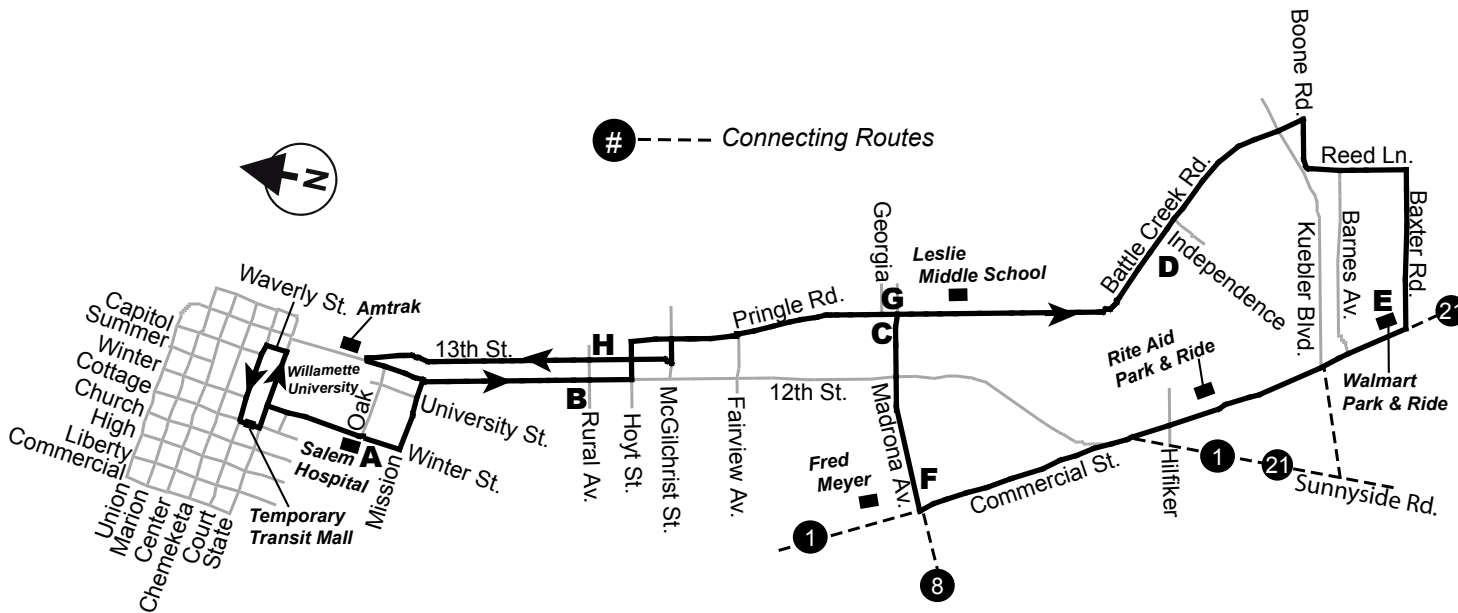 Boone Rd.
#
Connecting Routes
N
Reed Ln.
Battle Creek Rd.
Baxter Rd.
Barnes Av.
Kuebler Blvd.
Independence
Georgia
Leslie
Middle School
D
G
C
E
21
Waverly St.
Amtrak
Capitol
Summer
Winter
Cottage
Church
High
Liberty
Commercial
Willamette
University
13th St.
H
Pringle Rd.
Rite Aid
Park & Ride
Walmart
Park & Ride
B
12th St.
University St.
Oak
Salem
Hospital
A
Mission
Winter St.
Rural Av.
Hoyt St.
McGilchrist St.
Fairview Av.
Madrona Av.
F
Fred
Meyer
Commercial St.
Hilfiker
1
21
Sunnyside Rd.
Union
Marion
Center
Chemeketa
Court
State
Temporary
Transit Mall
1
8